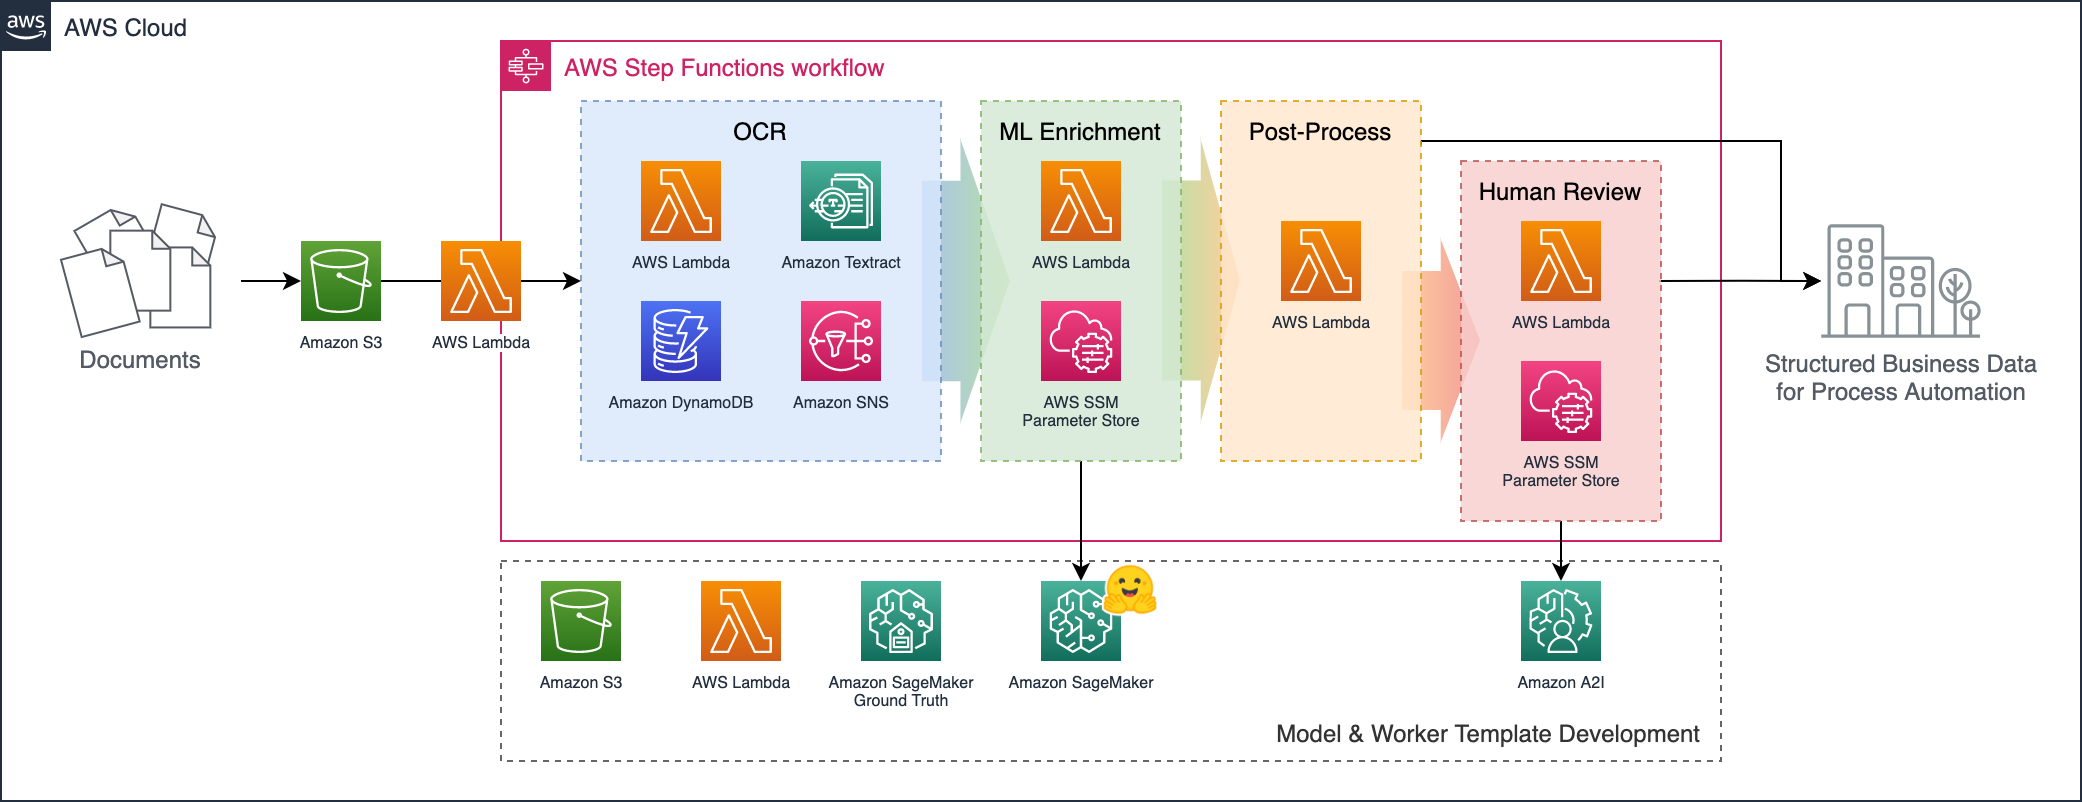 aws
AWS Cloud
AWS Step Functions workflow
OCR
AWS Lambda
Amazon Textract
Amazon DynamoDB
Amazon SNS
ML Enrichment
AWS Lambda
AWS SSM
Parameter Store
Post-Process
AWS Lambda
Human Review
AWS Lambda
AWS SSM
Parameter Store
Documents
Amazon S3
AWS Lambda
Structured Business Data
for Process Automation
Amazon S3
AWS Lambda
Amazon SageMaker
Ground Truth
Amazon SageMaker
Amazon A2I
Model & Worker Template Development